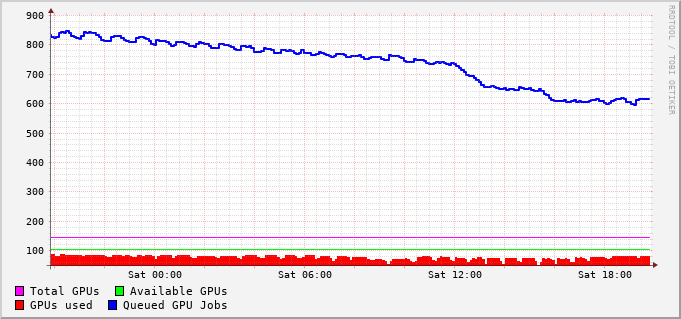 900
800
700
600
500
400
300
200
100
Sat 00:00 Sat 06:00 Sat 12:00 Sat 18:00
Total GPUs Available GPUs
GPUs used Queued GPU Jobs
RRDTOOL / TOBI OETIKER